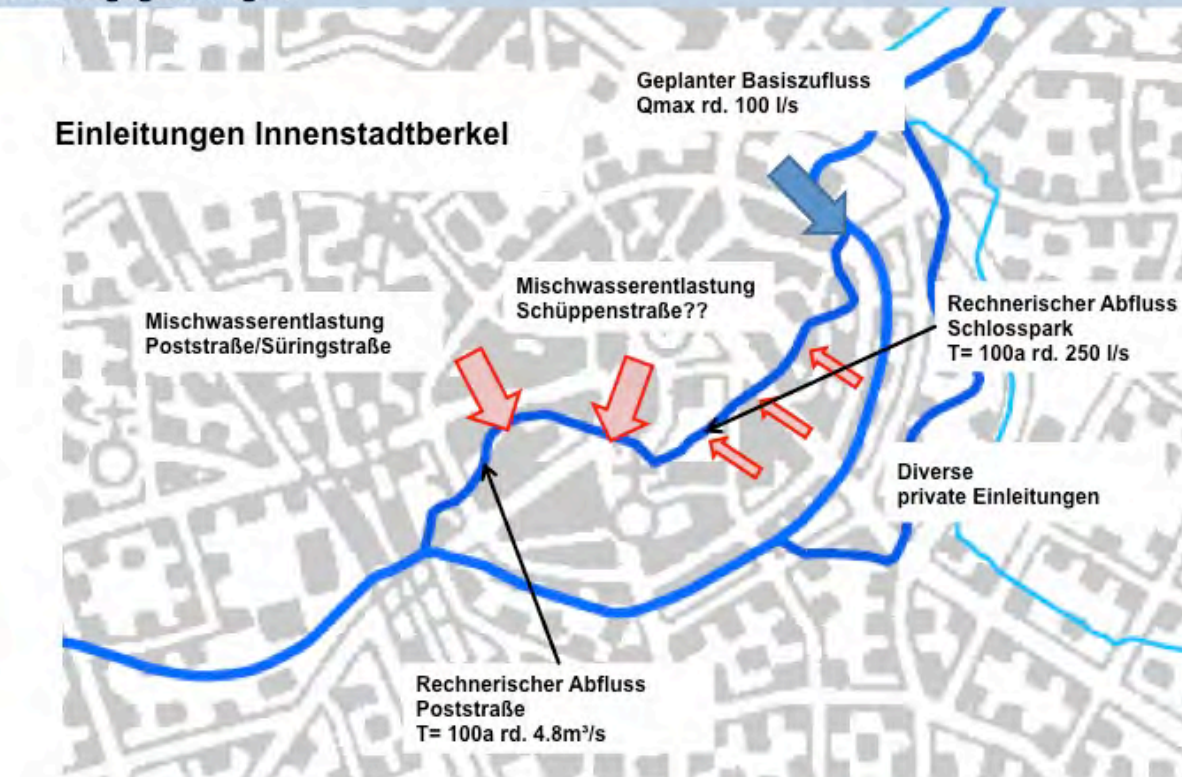 Geplanter Basiszufluss
Qmax rd. 100 l/s
Einleitungen Innenstadtberkel
Mischwasserentlastung
Schüppenstraße??
Mischwasserentlastung
Poststraße/Süringstraße
Rechnerischer Abfluss
Schlosspark
T= 100a rd. 250 l/s
Diverse
private Einleitungen
Rechnerischer Abfluss
Poststraße
T= 100a rd. 4.8m³/s